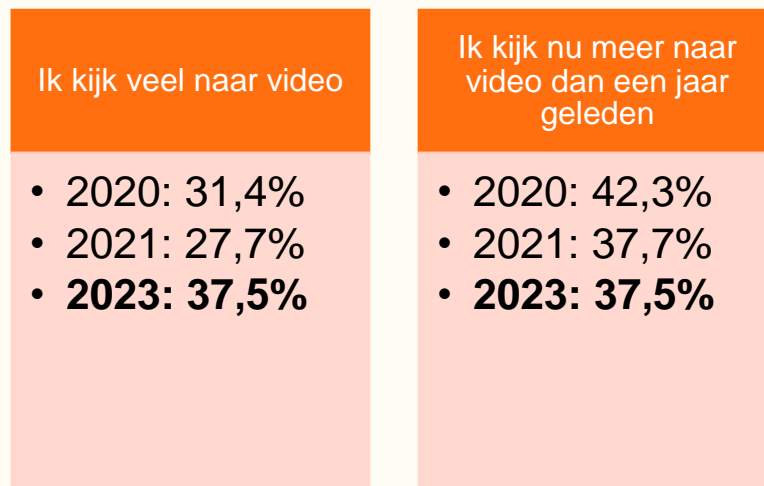 Ik kijk veel naar video
• 2020: 31,4%
• 2021: 27,7%
• 2023: 37,5%
Ik kijk nu meer naar
video dan een jaar
geleden
• 2020: 42,3%
• 2021: 37,7%
• 2023: 37,5%